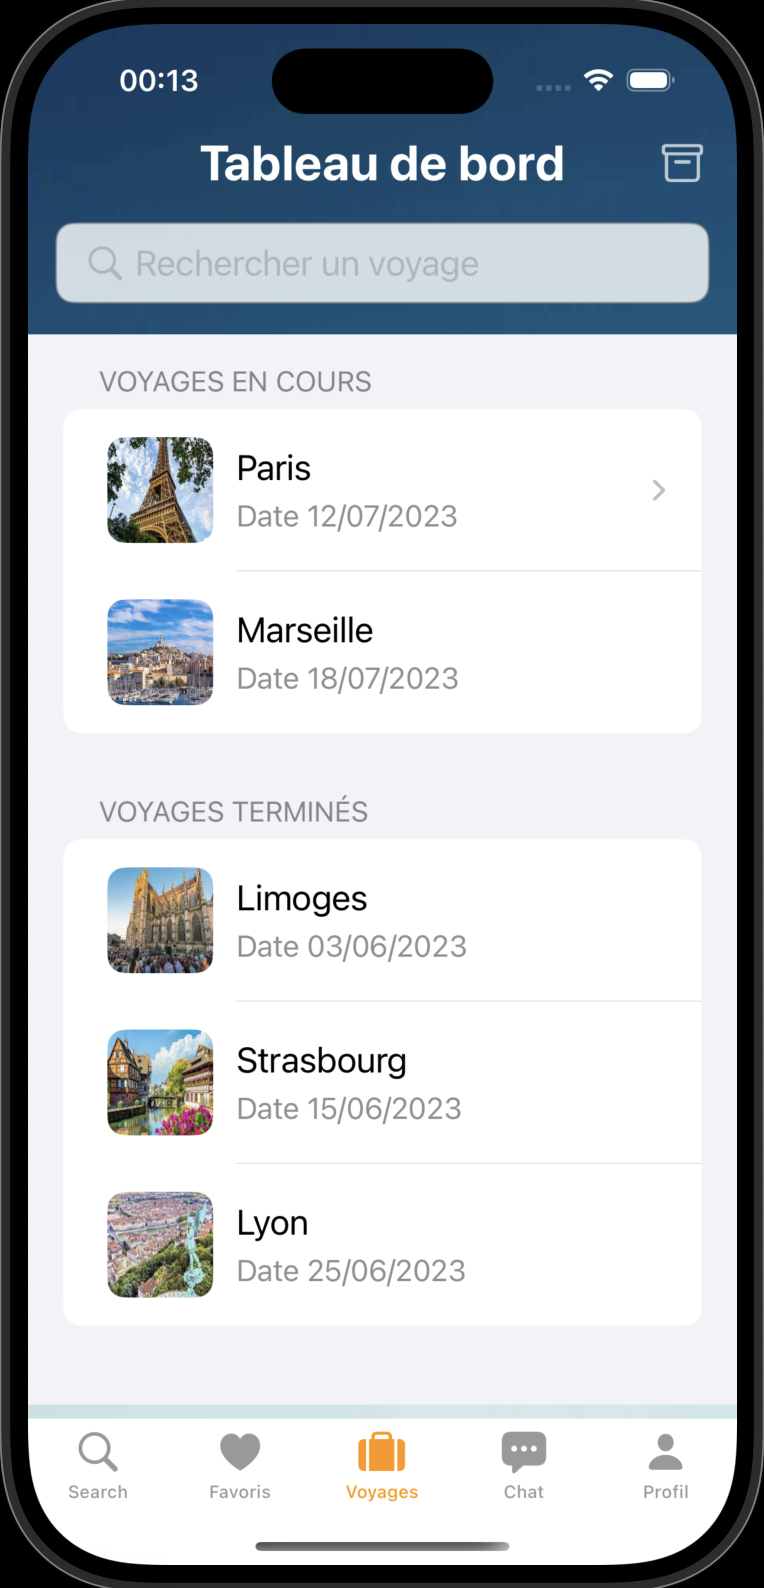 00:13
Tableau de bord
Rechercher un voyage
VOYAGES EN COURS
Paris
Date 12/07/2023
Marseille
Date 18/07/2023
VOYAGES TERMINÉS
Limoges
Date 03/06/2023
Strasbourg
Date 15/06/2023
Lyon
Date 25/06/2023
Search Favoris Voyages Chat Profil